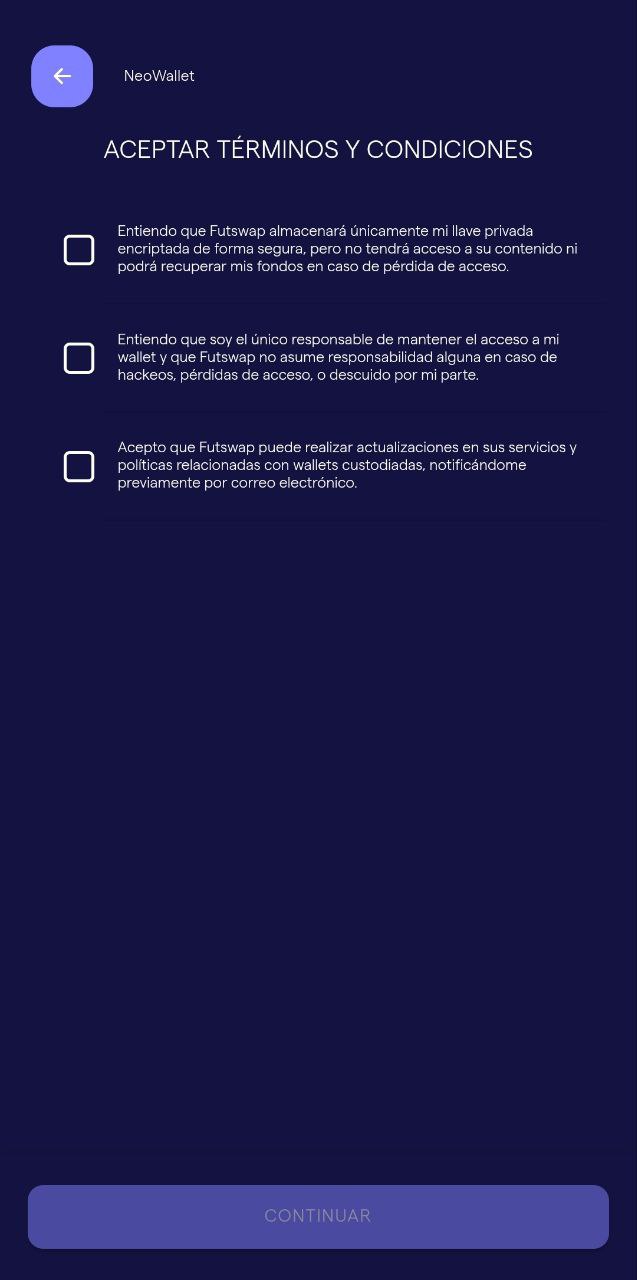 NeoWallet
ACEPTAR TÉRMINOS Y CONDICIONES
Entiendo que Futswap almacenará únicamente mi llave privada
encriptada de forma segura, pero no tendrá acceso a su contenido ni
podrá recuperar mis fondos en caso de pérdida de acceso.
Entiendo que soy el único responsable de mantener el acceso a mi
wallet y que Futswap no asume responsabilidad alguna en caso de
hackeos, pérdidas de acceso, o descuido por mi parte.
Acepto que Futswap puede realizar actualizaciones en sus servicios y
políticas relacionadas con wallets custodiadas, notificándome
previamente por correo electrónico.
CONTINUAR